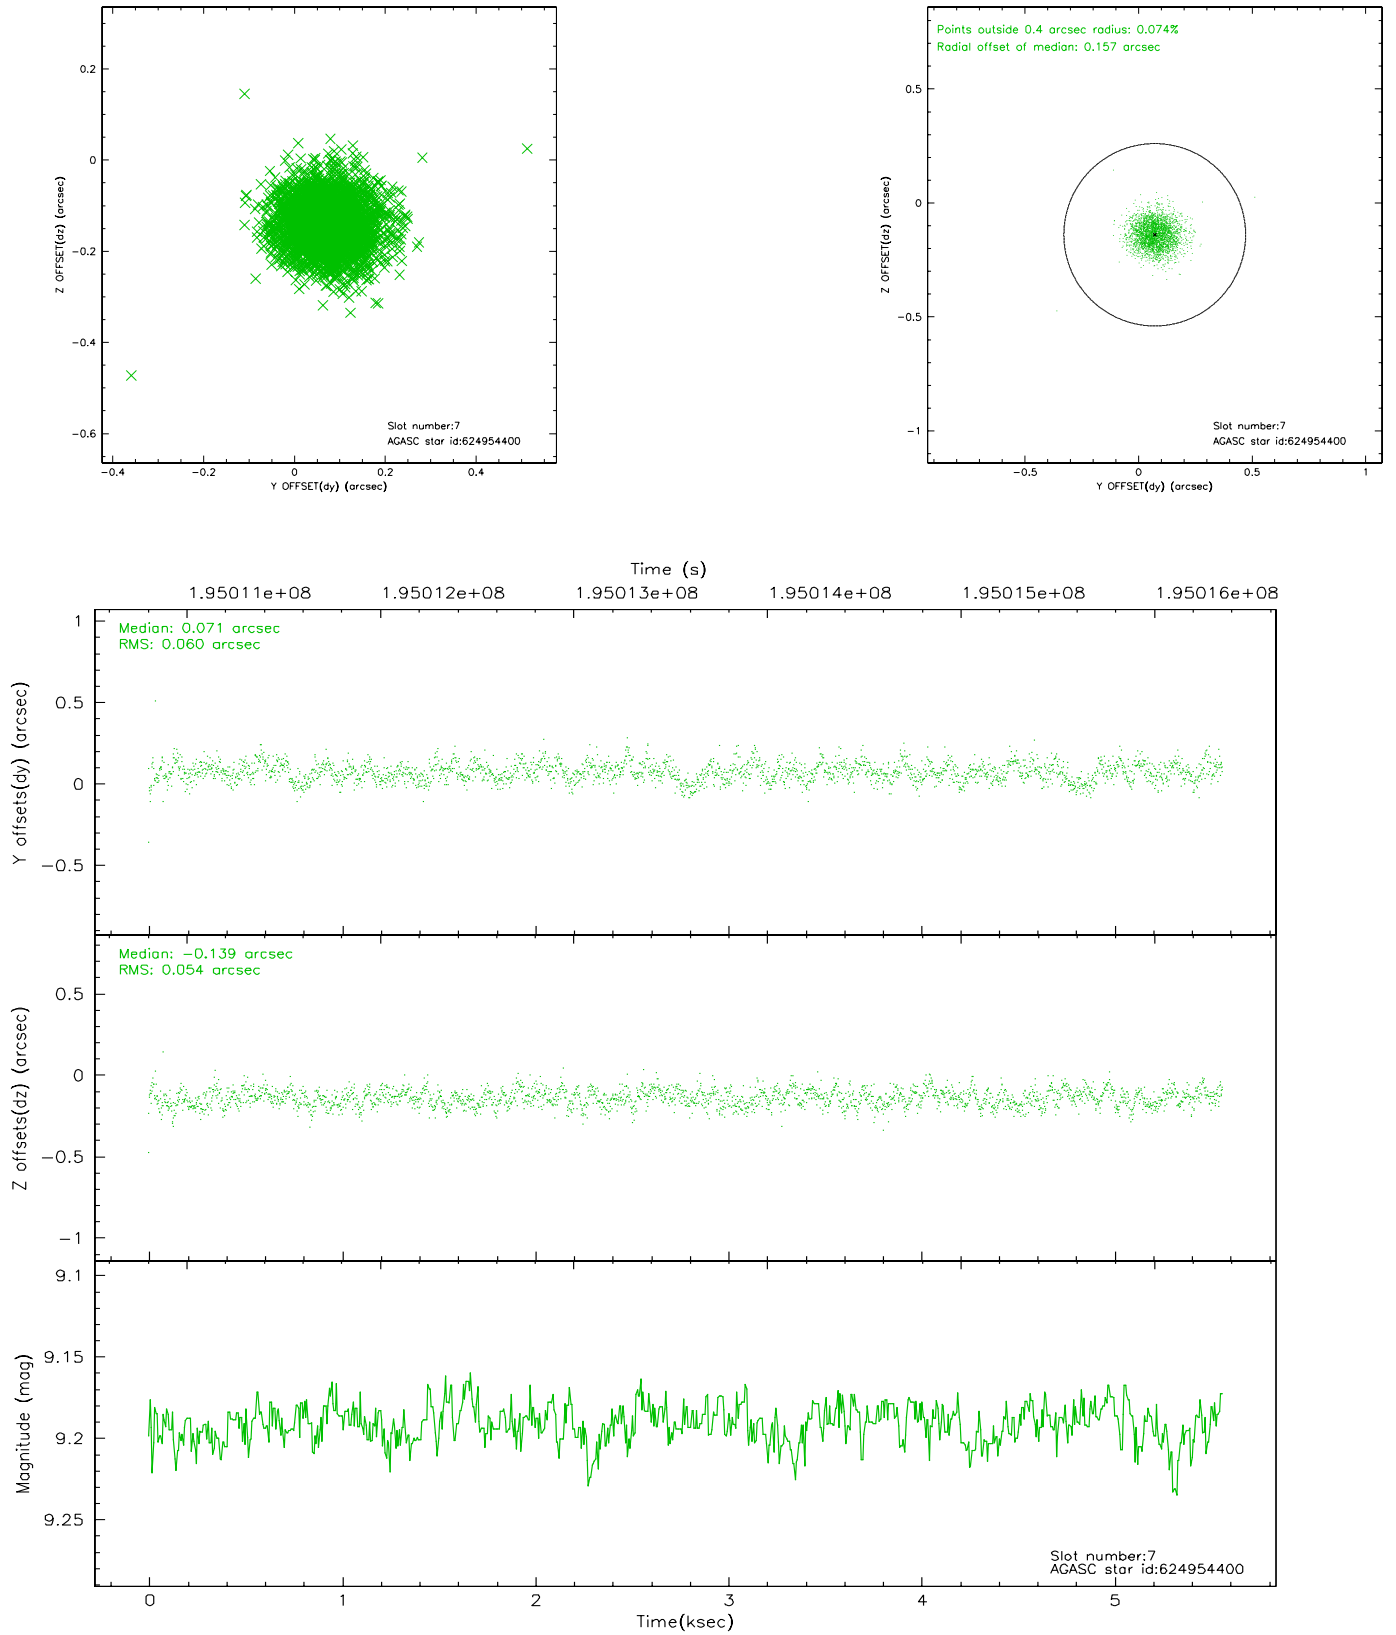 0.2
0
−0.2
−0.4
−0.6
Z OFFSET(dz) (arcsec)
Slot number:7
AGASC star id:624954400
−0.4
−0.2
0
0.2
0.4
Y OFFSET(dy) (arcsec)
Points outside 0.4 arcsec radius: 0.074%
Radial offset of median: 0.157 arcsec
0.5
0
−0.5
−1
Z OFFSET(dz) (arcsec)
Slot number:7
AGASC star id:624954400
−0.5
0
0.5
1
Y OFFSET(dy) (arcsec)
Time (s)
1.95011e+08
1.95012e+08
1.95013e+08
1.95014e+08
1.95015e+08
1.95016e+08
Median: 0.071 arcsec
RMS: 0.060 arcsec
1
0.5
0
−0.5
Y offsets(dy) (arcsec)
Median: −0.139 arcsec
RMS: 0.054 arcsec
0.5
0
−0.5
−1
Z offsets(dz) (arcsec)
9.1
9.15
9.2
9.25
Magnitude (mag)
Slot number:7
AGASC star id:624954400
0
1
2
3
4
5
Time(ksec)